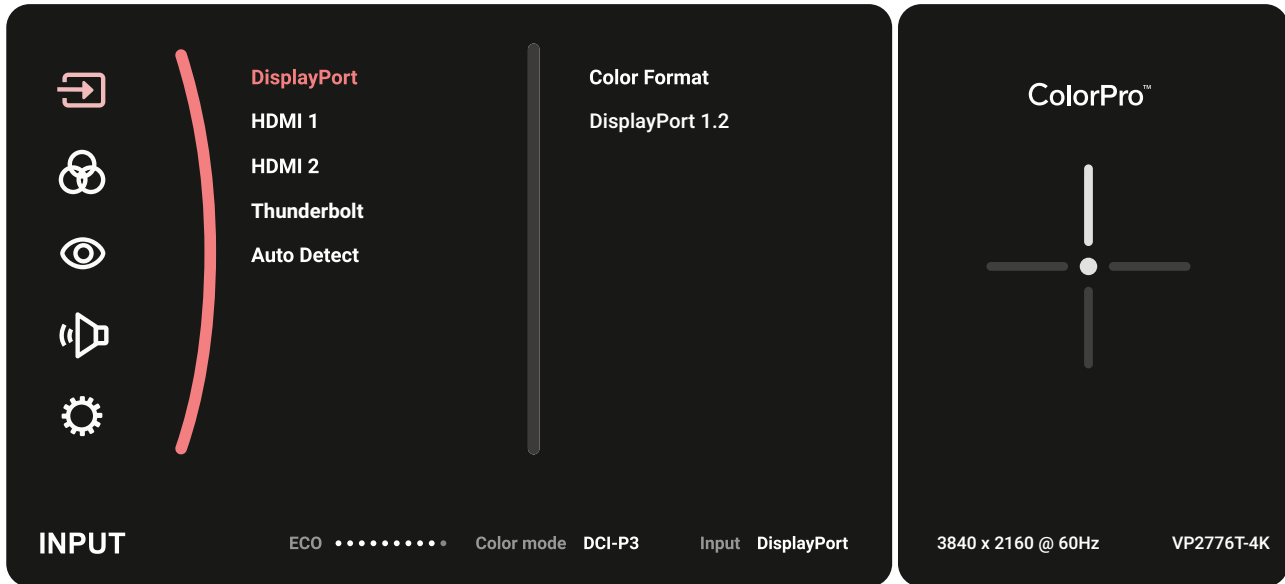 DisplayPort
HDMI 1
HDMI 2
Thunderbolt
Auto Detect
Color Format
DisplayPort 1.2
INPUT
ECO
Color mode DCI-P3
Input DisplayPort
ColorPro™
3840 x 2160 @ 60Hz
VP2776T-4K